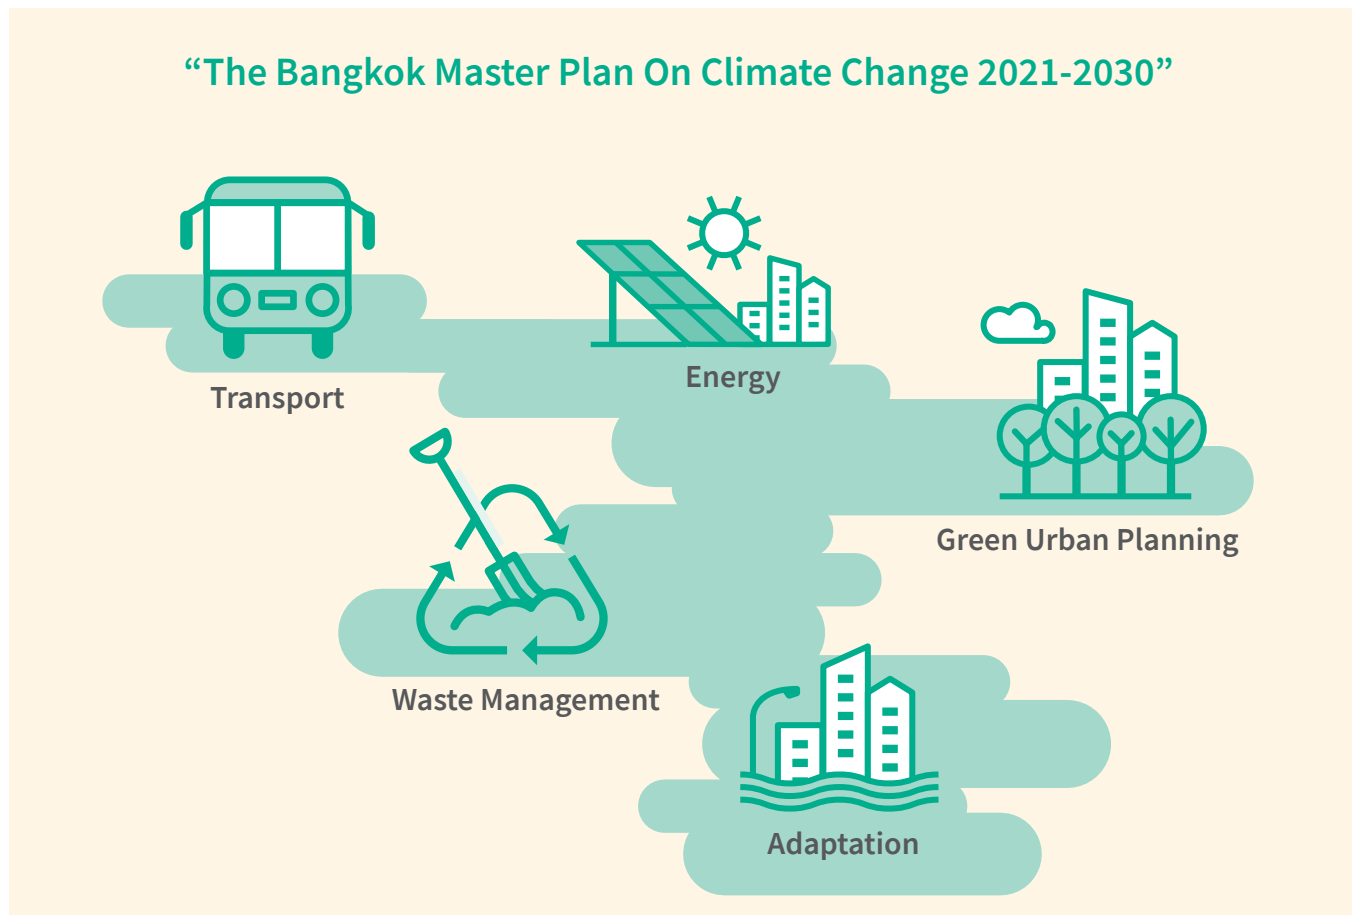 “The Bangkok Master Plan On Climate Change 2021-2030”
Transport
Energy
Green Urban Planning
Waste Management
Adaptation